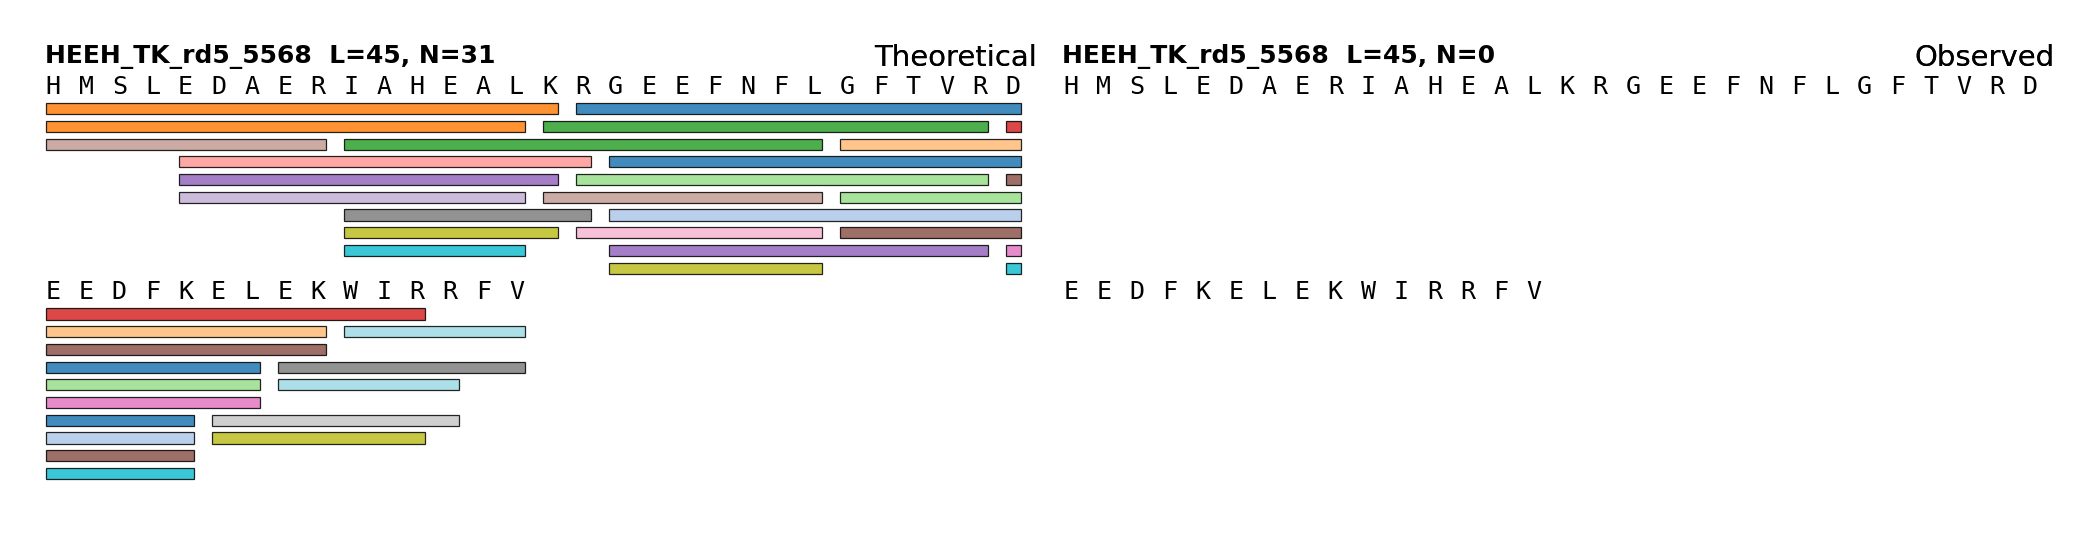 HEEH_TK_rd5_5568 L=45, N=31 Theoretical
H M S L E D A E R I A H E A L K R G E E F N F L G F T V R D
E E D F K E L E K W I R R F V
HEEH_TK_rd5_5568 L=45, N=0 Observed
H M S L E D A E R I A H E A L K R G E E F N F L G F T V R D
E E D F K E L E K W I R R F V